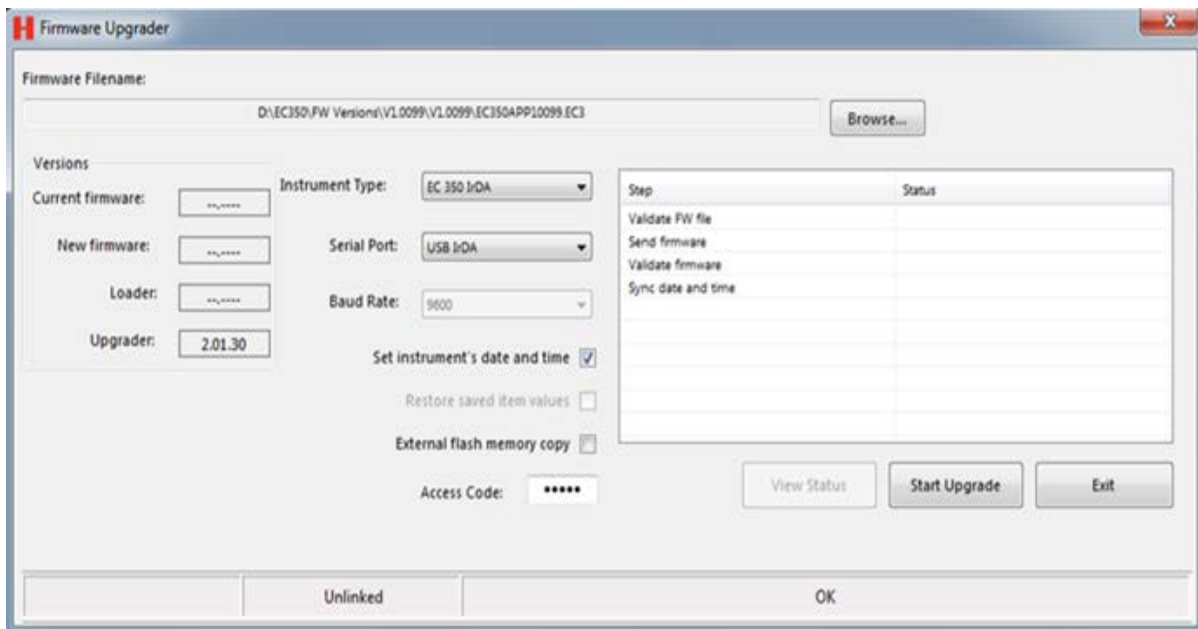 Firmware Upgrader
Firmware Filename:
D:\EC350\FW Versions\V1.0099\V1.0099\EC350APP10099.EC3
Browse...
Versions
Current firmware: --.----
New firmware: --.----
Loader: --.----
Upgrader: 2.01.30
Instrument Type: EC 350 IrDA
Serial Port: USB IrDA
Baud Rate: 9600
Set instrument's date and time
Restore saved item values
External flash memory copy
Access Code: •••••
Step Status
Validate FW file
Send firmware
Validate firmware
Sync date and time
View Status Start Upgrade Exit
Unlinked OK